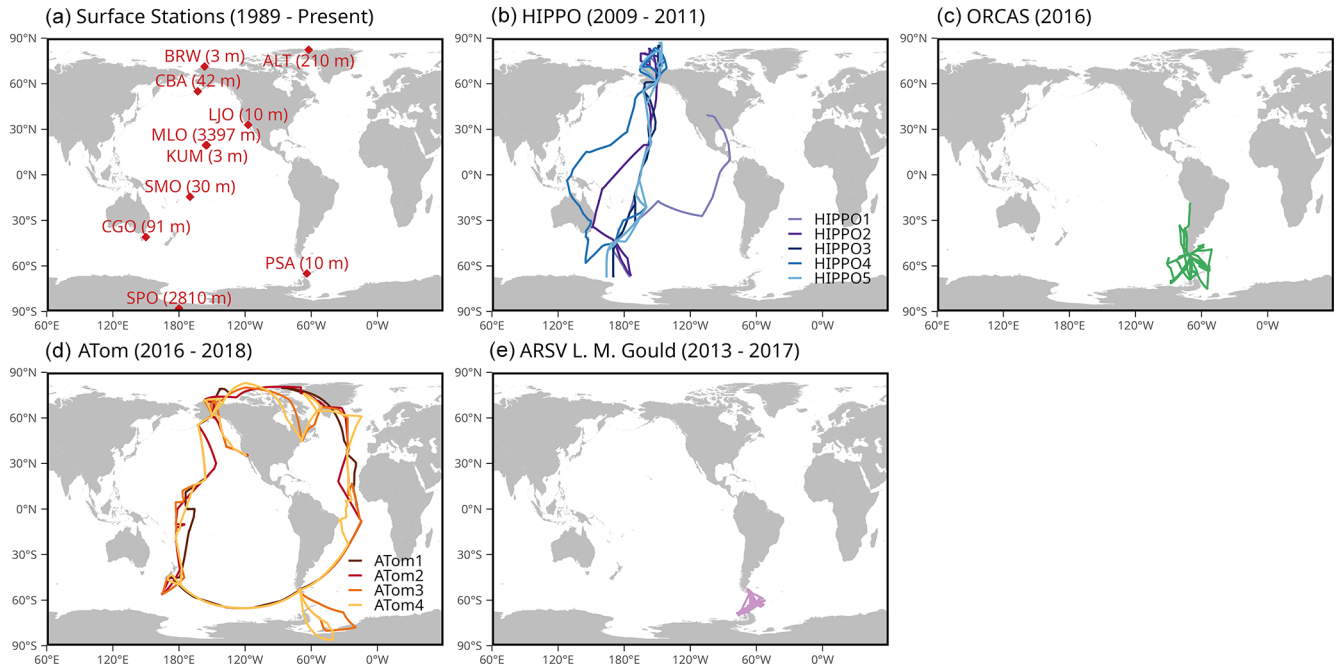 (a) Surface Stations (1989 - Present)
90°N
60°N
30°N
0°N
30°S
60°S
90°S
60°E
120°E
180°E
120°W
60°W
0°W
BRW (3 m)
ALT (210 m)
CBA (42 m)
LJO (10 m)
MLO (3397 m)
KUM (3 m)
SMO (30 m)
CGO (91 m)
PSA (10 m)
SPO (2810 m)
(b) HIPPO (2009 - 2011)
90°N
60°N
30°N
0°N
30°S
60°S
90°S
60°E
120°E
180°E
120°W
60°W
0°W
HIPPO1
HIPPO2
HIPPO3
HIPPO4
HIPPO5
(c) ORCAS (2016)
90°N
60°N
30°N
0°N
30°S
60°S
90°S
60°E
120°E
180°E
120°W
60°W
0°W
(d) ATom (2016 - 2018)
90°N
60°N
30°N
0°N
30°S
60°S
90°S
60°E
120°E
180°E
120°W
60°W
0°W
ATom1
ATom2
ATom3
ATom4
(e) ARSV L. M. Gould (2013 - 2017)
90°N
60°N
30°N
0°N
30°S
60°S
90°S
60°E
120°E
180°E
120°W
60°W
0°W